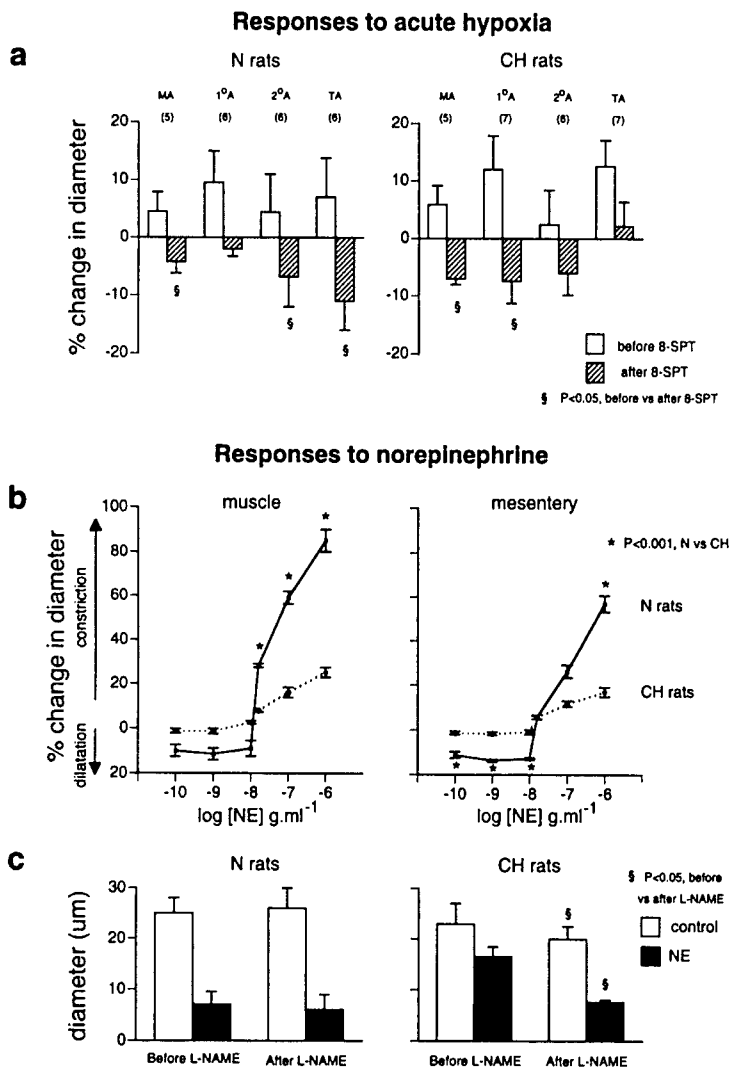 Responses to acute hypoxia
a
N rats
CH rats
MA 1°A 2°A TA
(5) (6) (6) (6)
MA 1°A 2°A TA
(5) (7) (6) (7)
% change in diameter
20
10
0
-10
-20
20
10
0
-10
-20
§
§
§
§
§
before 8-SPT
after 8-SPT
§ P<0.05, before vs after 8-SPT
Responses to norepinephrine
b
muscle
mesentery
% change in diameter
constriction
dilatation
100
80
60
40
20
0
20
* * *
*
* * *
* P<0.001, N vs CH
N rats
CH rats
-10 -9 -8 -7 -6
log [NE] g.ml⁻¹
-10 -9 -8 -7 -6
log [NE] g.ml⁻¹
c
N rats
CH rats
diameter (um)
30
20
10
0
§
§
§ P<0.05, before
vs after L-NAME
control
NE
Before L-NAME After L-NAME
Before L-NAME After L-NAME